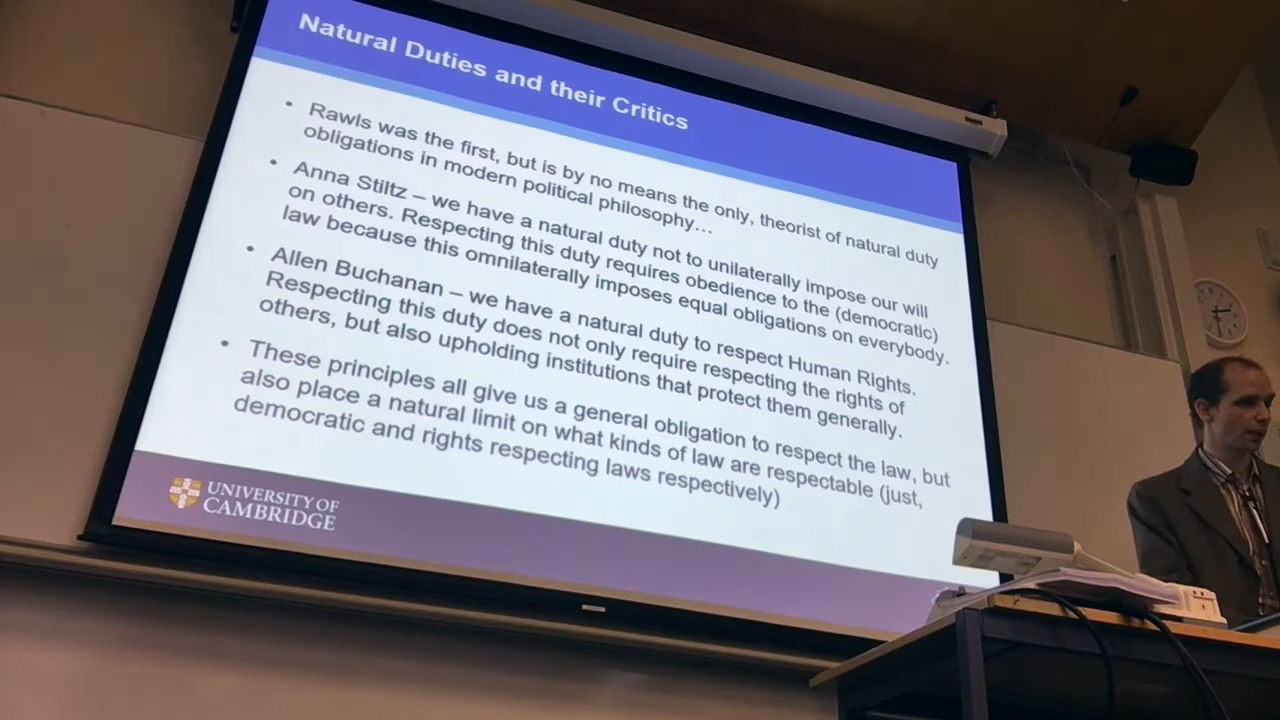 Natural Duties and their Critics
• Rawls was the first, but is by no means the only, theorist of natural duty
obligations in modern political philosophy…
• Anna Stiltz – we have a natural duty not to unilaterally impose our will
on others. Respecting this duty requires obedience to the (democratic)
law because this omnilaterally imposes equal obligations on everybody.
• Allen Buchanan – we have a natural duty to respect Human Rights.
Respecting this duty does not only require respecting the rights of
others, but also upholding institutions that protect them generally.
• These principles all give us a general obligation to respect the law, but
also place a natural limit on what kinds of law are respectable (just,
democratic and rights respecting laws respectively)
UNIVERSITY OF
CAMBRIDGE